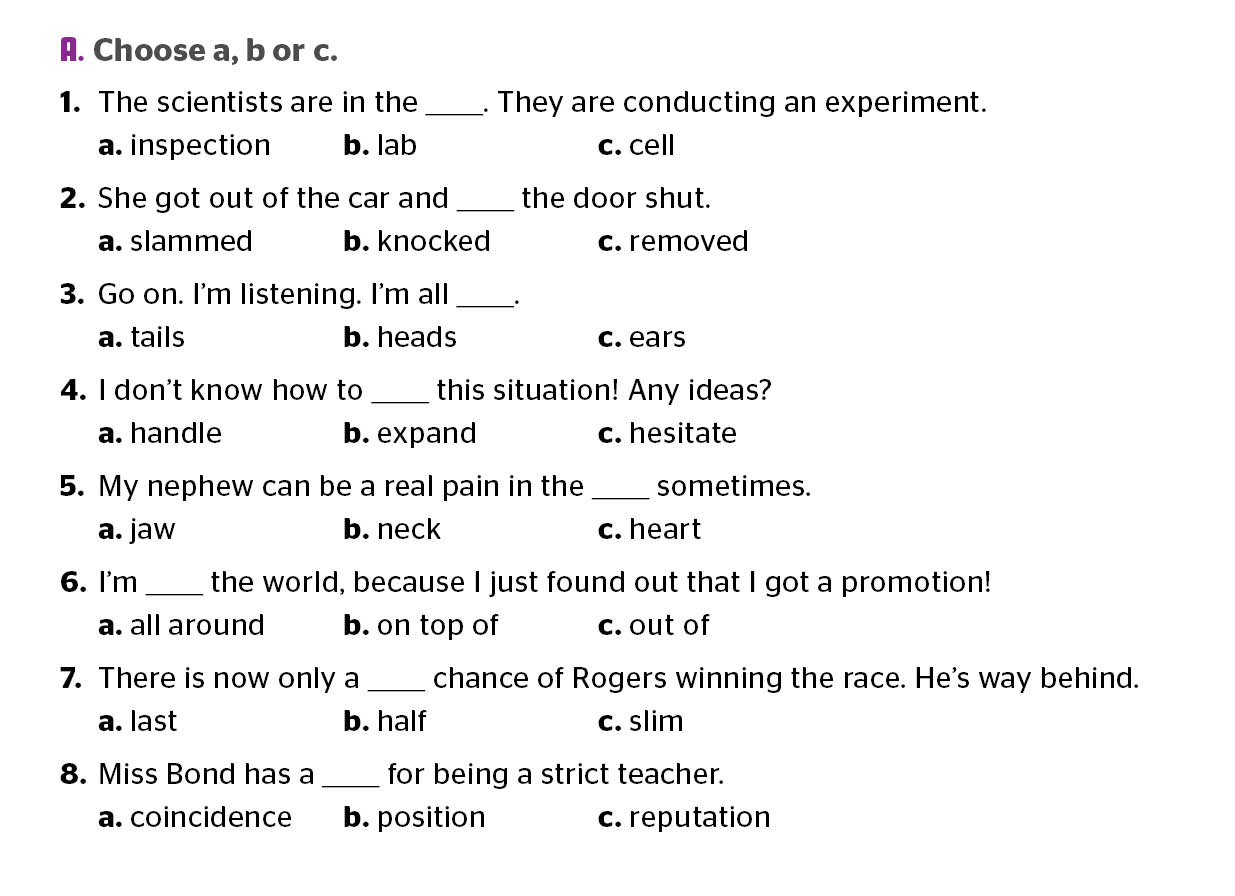 A. Choose a, b or c.
1. The scientists are in the ____. They are conducting an experiment.
a. inspection b. lab c. cell
2. She got out of the car and ____ the door shut.
a. slammed b. knocked c. removed
3. Go on. I’m listening. I’m all ____.
a. tails b. heads c. ears
4. I don’t know how to ____ this situation! Any ideas?
a. handle b. expand c. hesitate
5. My nephew can be a real pain in the ____ sometimes.
a. jaw b. neck c. heart
6. I’m ____ the world, because I just found out that I got a promotion!
a. all around b. on top of c. out of
7. There is now only a ____ chance of Rogers winning the race. He’s way behind.
a. last b. half c. slim
8. Miss Bond has a ____ for being a strict teacher.
a. coincidence b. position c. reputation